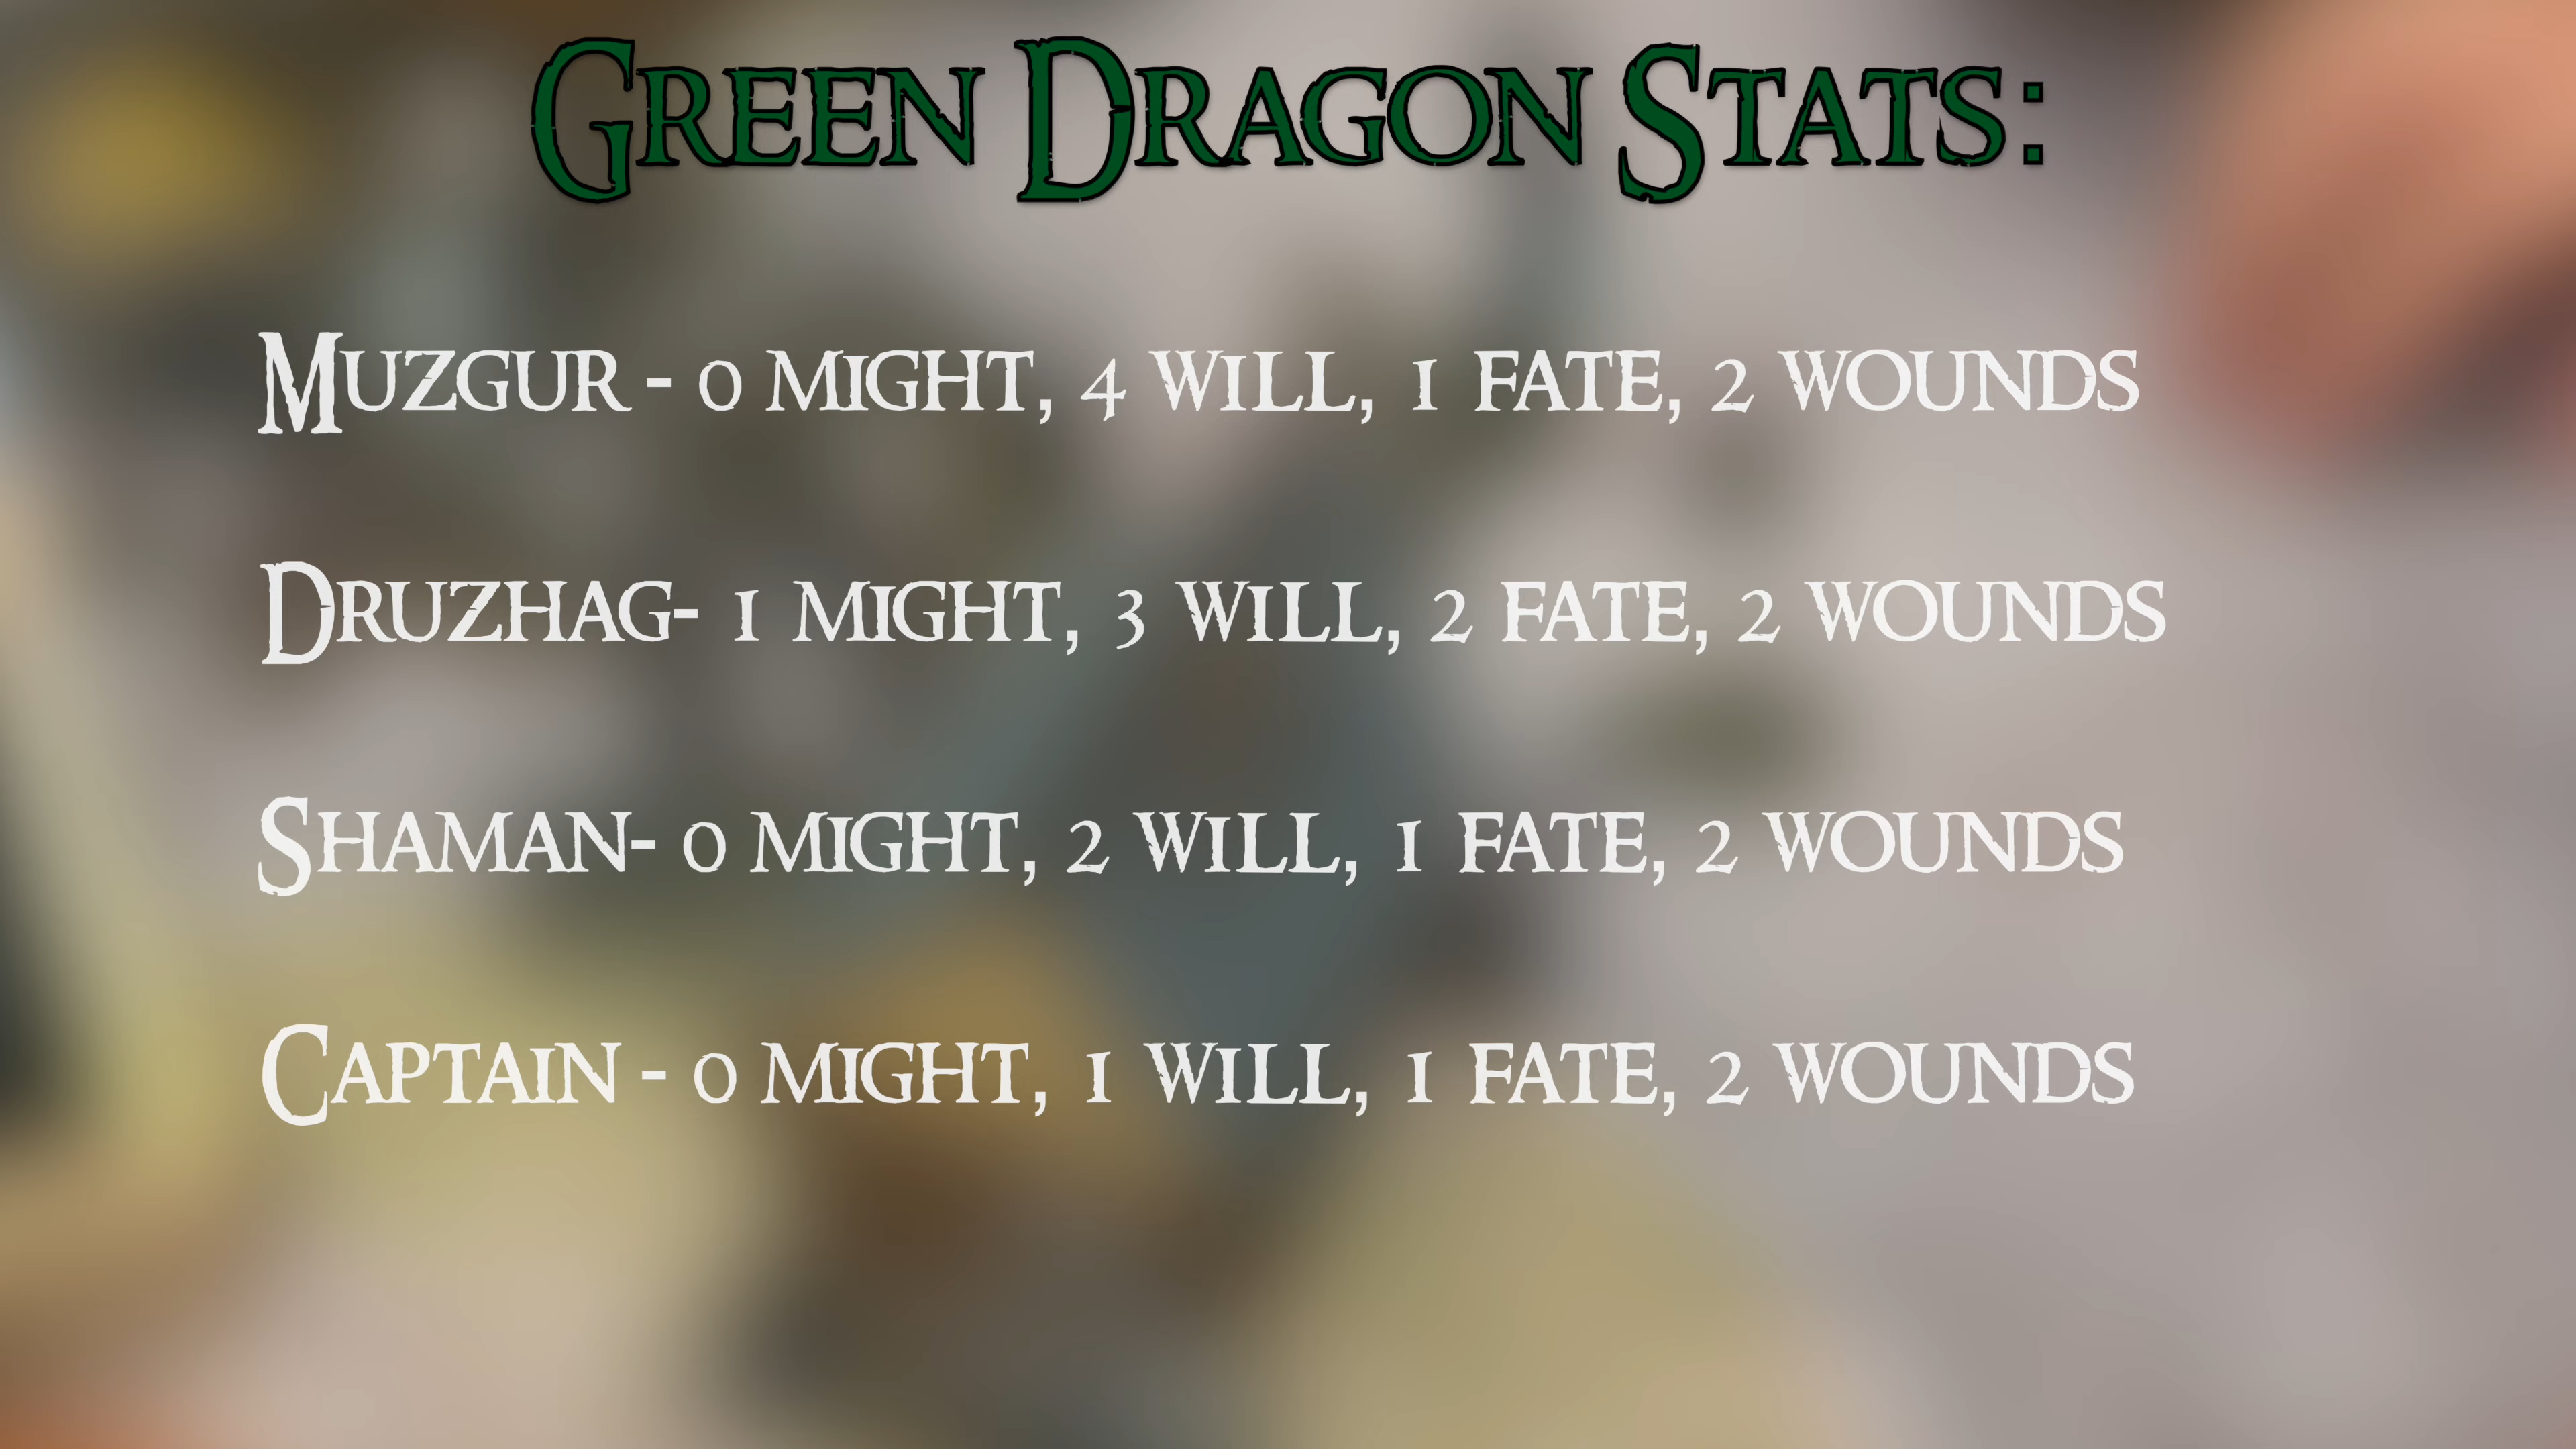 Green Dragon Stats:
Muzgur - 0 might, 4 will, 1 fate, 2 wounds
Druzhag- 1 might, 3 will, 2 fate, 2 wounds
Shaman- 0 might, 2 will, 1 fate, 2 wounds
Captain - 0 might, 1 will, 1 fate, 2 wounds